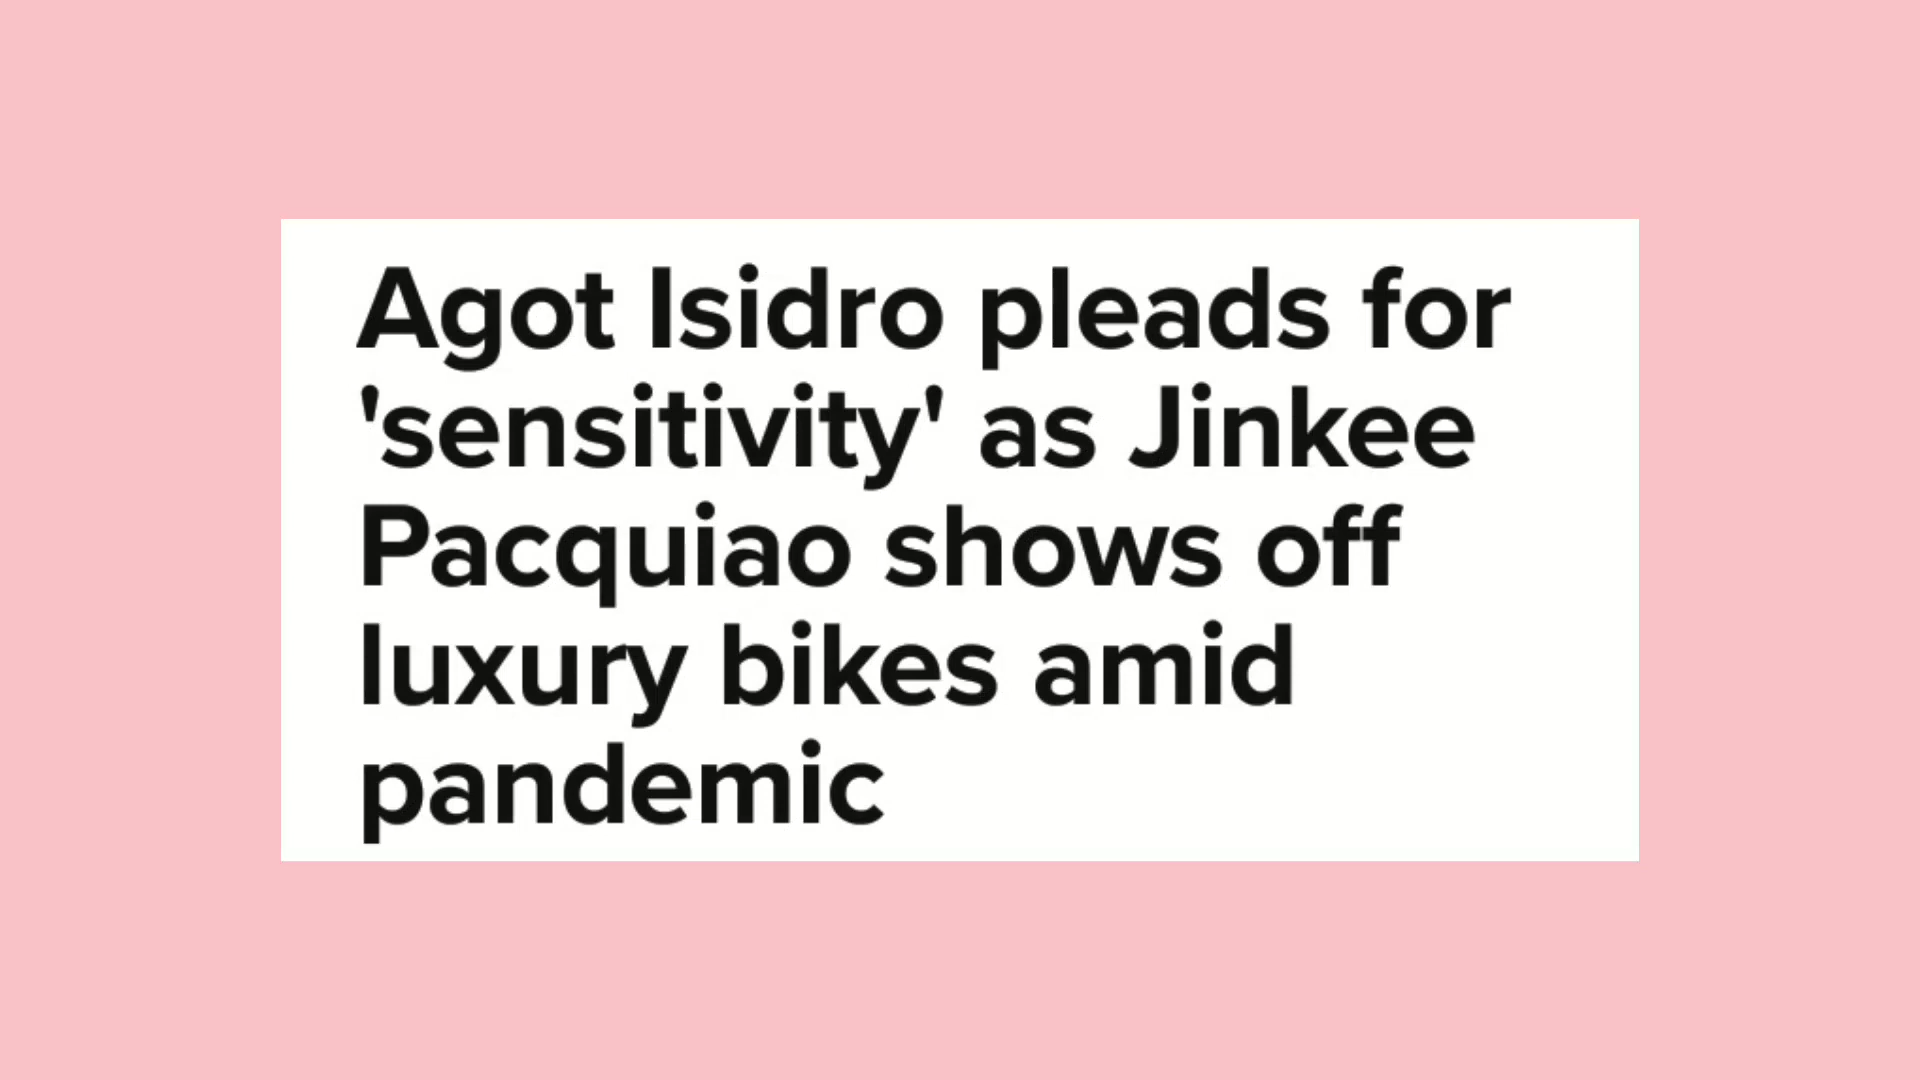 Agot Isidro pleads for
'sensitivity' as Jinkee
Pacquiao shows off
luxury bikes amid
pandemic